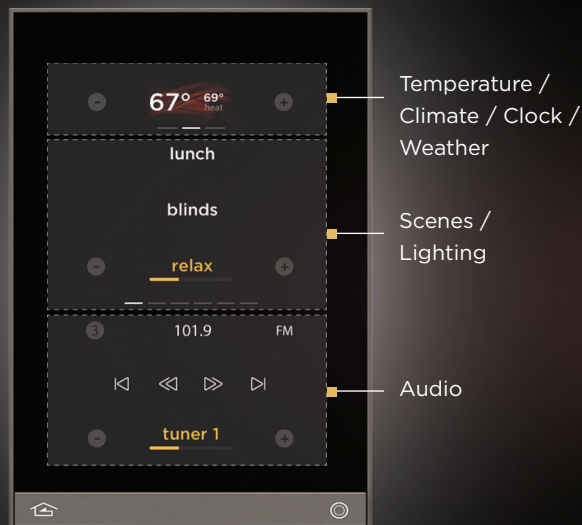 67° 69°
heat
lunch
blinds
relax
3 101.9 FM
tuner 1
Temperature /
Climate / Clock /
Weather
Scenes /
Lighting
Audio